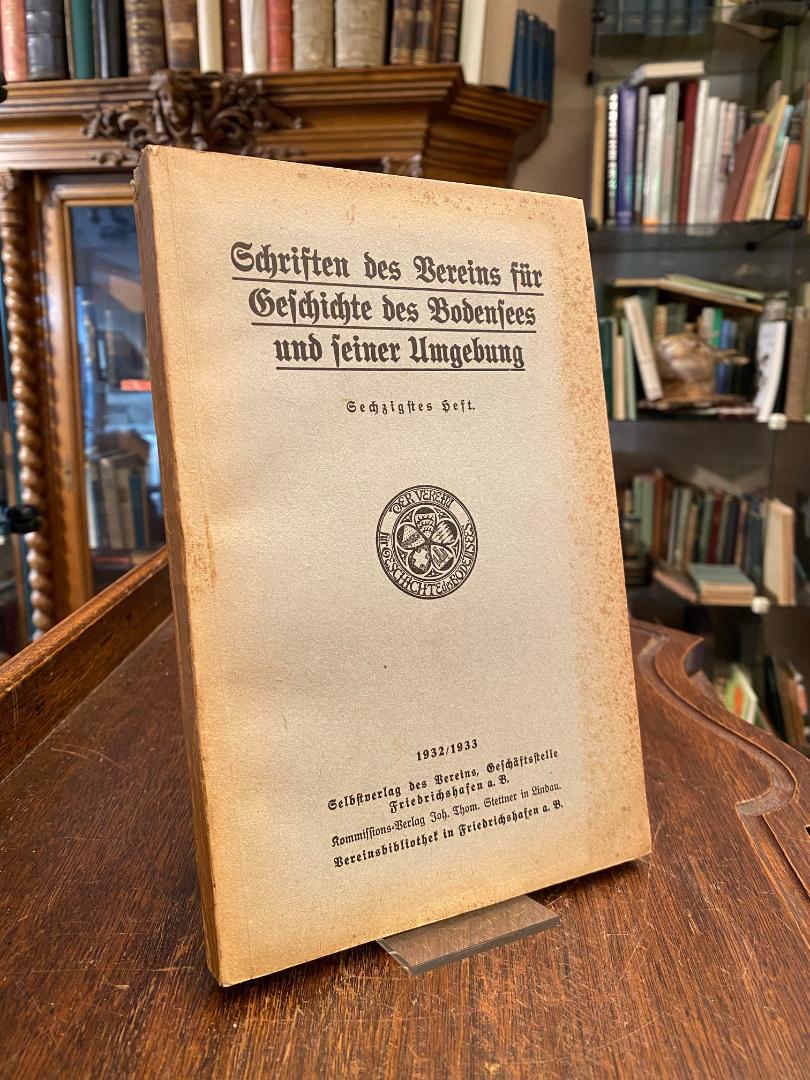 Schriften des Vereins für
Geschichte des Bodensees
und seiner Umgebung
Sechzigstes Heft.
DER VEREIN
für GESCHICHTE des BODENSEES
1932/1933
Selbstverlag des Vereins, Geschäftsstelle
Friedrichshafen a. B.
Kommissions-Verlag Joh. Thom. Stettner in Lindau.
Vereinsbibliothek in Friedrichshafen a. B.